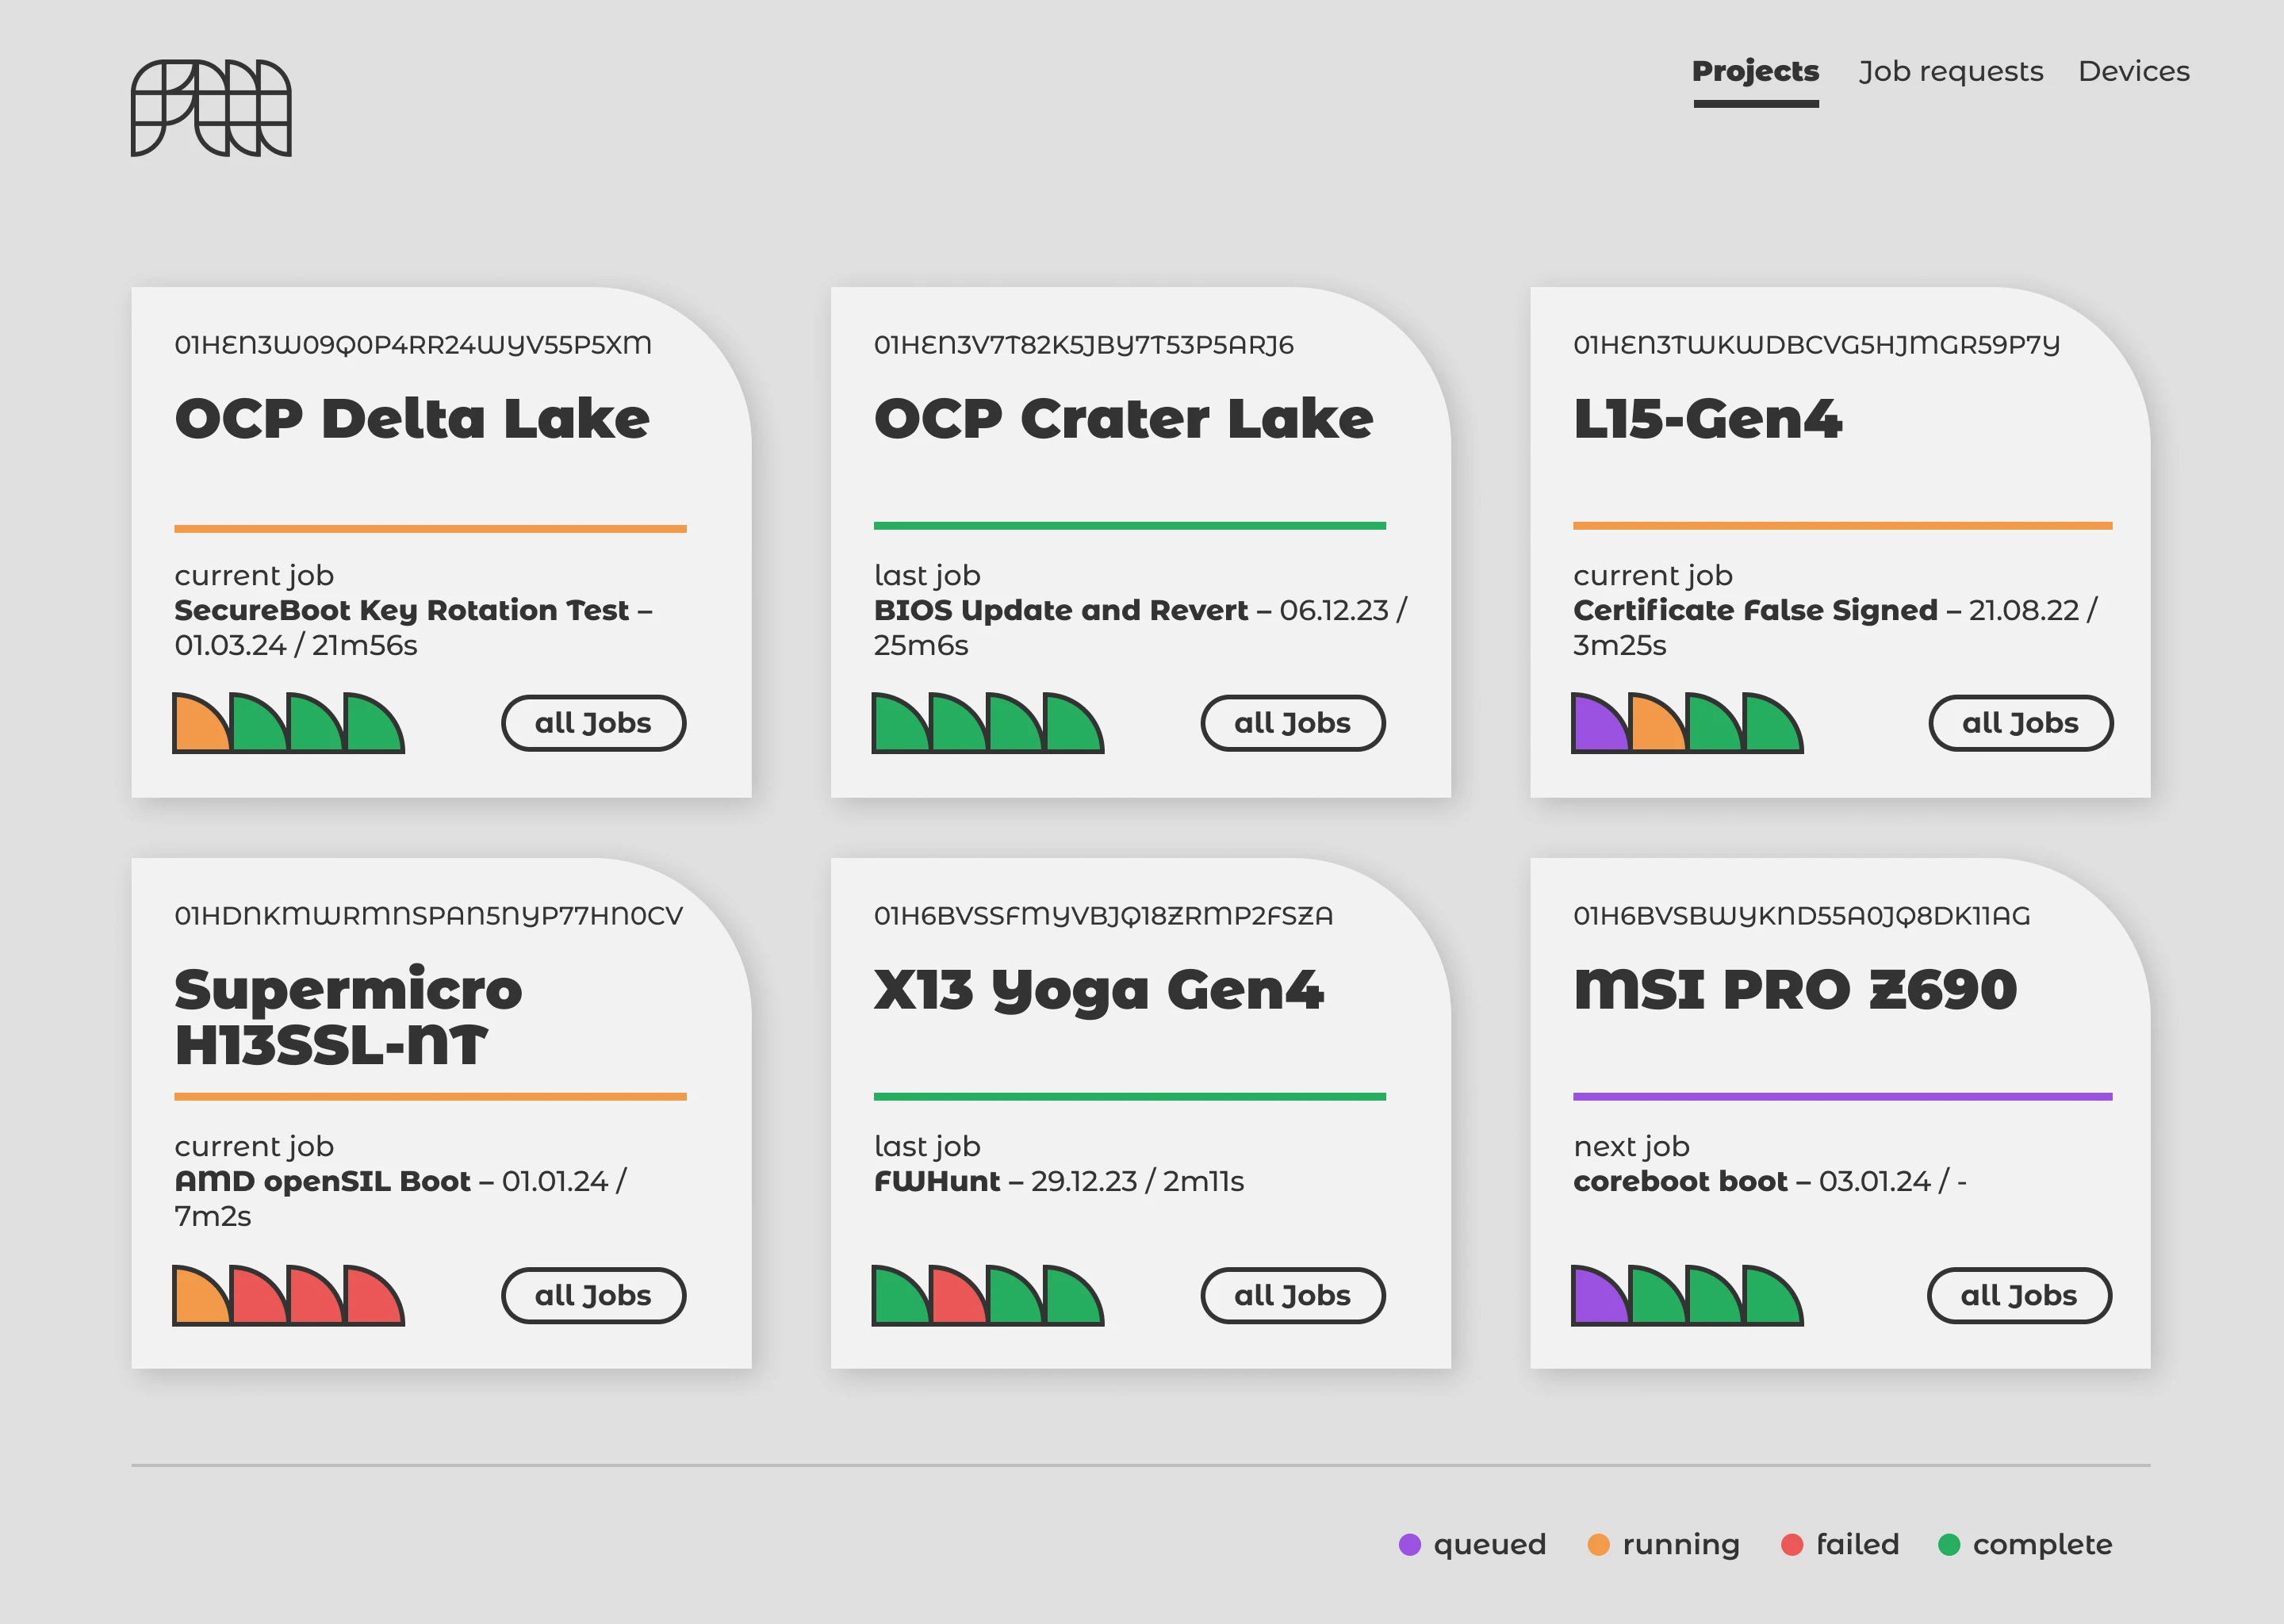 Projects Job requests Devices
01HEN3W09Q0P4RR24WYV55P5XM
OCP Delta Lake
current job
SecureBoot Key Rotation Test –
01.03.24 / 21m56s
all Jobs
01HEN3V7T82K5JBY7T53P5ARJ6
OCP Crater Lake
last job
BIOS Update and Revert – 06.12.23 /
25m6s
all Jobs
01HEN3TWKWDBCVG5HJMGR59P7Y
L15-Gen4
current job
Certificate False Signed – 21.08.22 /
3m25s
all Jobs
01HDNKMWRMNSPAN5NYP77HN0CV
Supermicro
H13SSL-NT
current job
AMD openSIL Boot – 01.01.24 /
7m2s
all Jobs
01H6BVSSFMYVBJQ18ZRMP2FSZA
X13 Yoga Gen4
last job
FWHunt – 29.12.23 / 2m11s
all Jobs
01H6BVSBWYKND55A0JQ8DK11AG
MSI PRO Z690
next job
coreboot boot – 03.01.24 / -
all Jobs
queued running failed complete